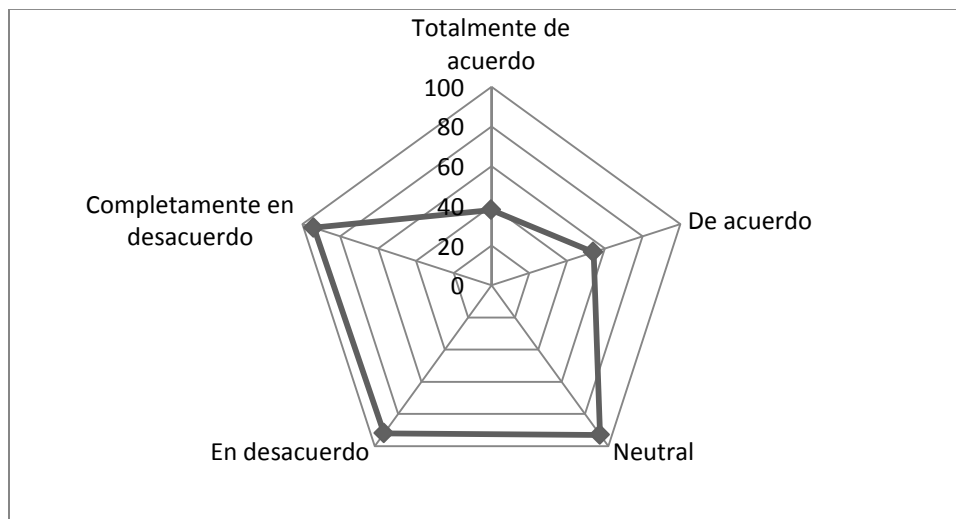 Totalmente de
acuerdo
100
80
60
40
20
0
De acuerdo
Neutral
En desacuerdo
Completamente en
desacuerdo